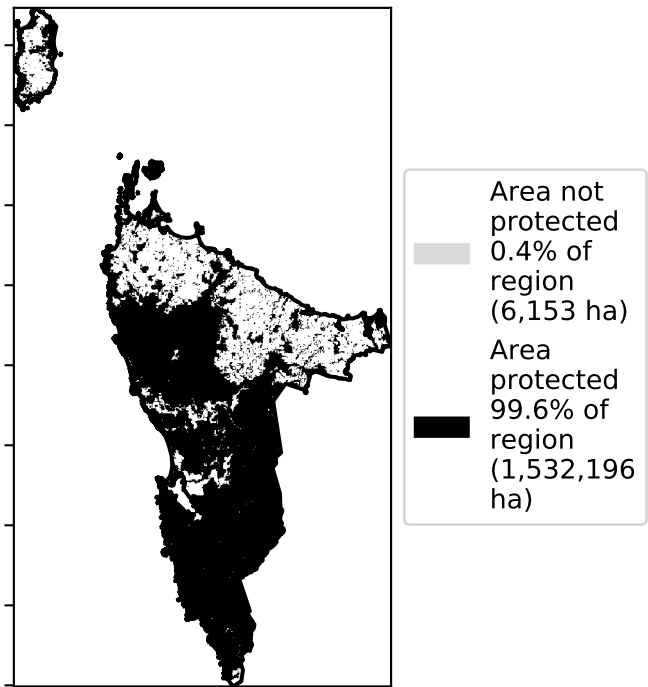 Area not
protected
0.4% of
region
(6,153 ha)
Area
protected
99.6% of
region
(1,532,196
ha)